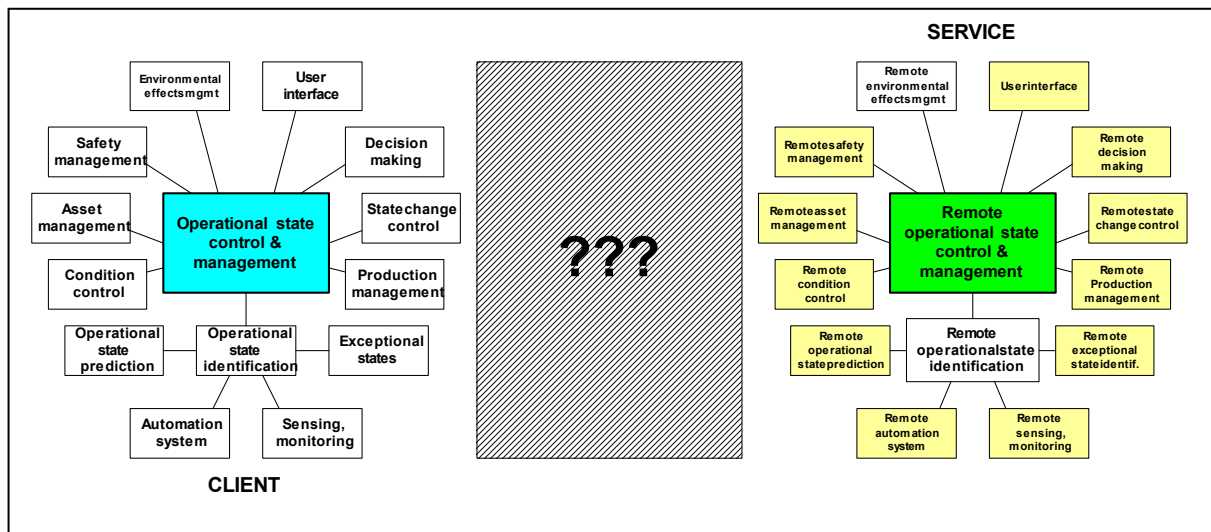 SERVICE
Environmental
effectsmgmt
User
interface
Safety
management
Decision
making
Asset
management
Operational state
control &
management
Statechange
control
Condition
control
Production
management
Operational
state
prediction
Operational
state
identification
Exceptional
states
Automation
system
Sensing,
monitoring
CLIENT
???
Remote
environmental
effectsmgmt
Userinterface
Remotesafety
management
Remote
decision
making
Remoteasset
management
Remote
operational state
control &
management
Remotestate
changecontrol
Remote
condition
control
Remote
Production
management
Remote
operational
stateprediction
Remote
operationalstate
identification
Remote
exceptional
stateidentif.
Remote
automation
system
Remote
sensing,
monitoring